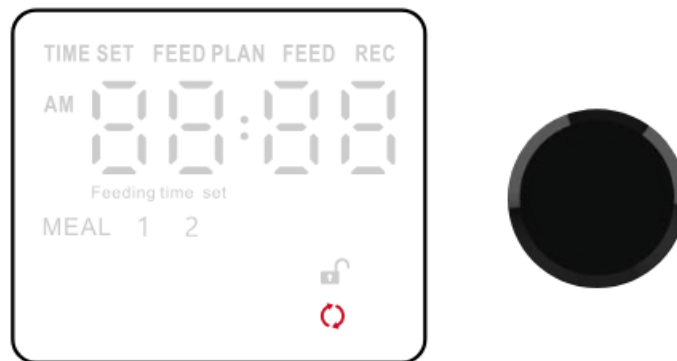 TIME SET FEED PLAN FEED REC
AM 88:88
Feeding time set
MEAL 1 2